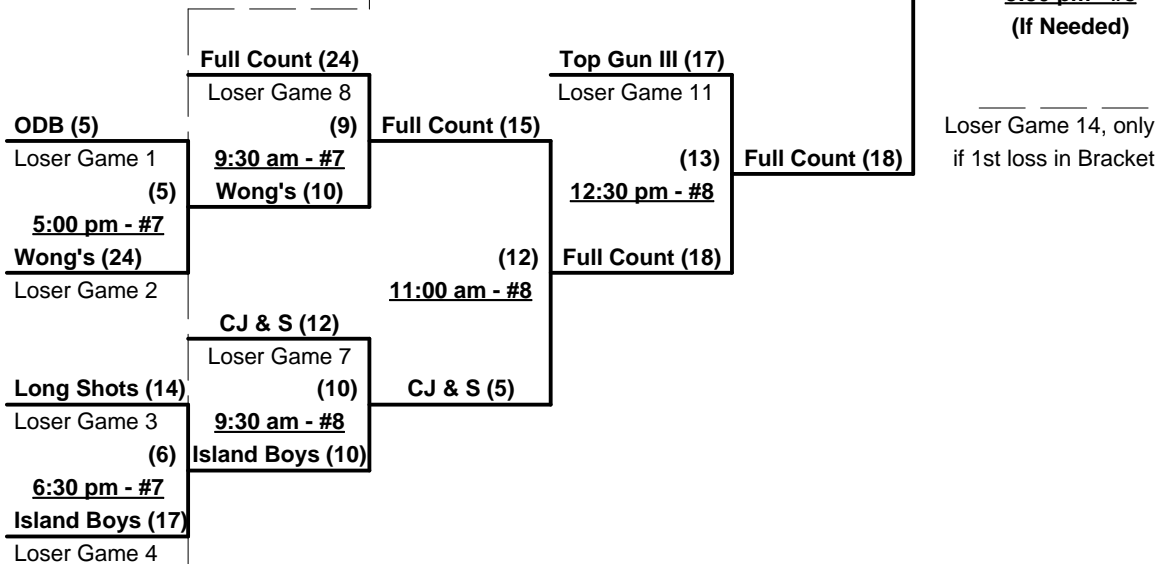 (If Needed)
Full Count (24)
Top Gun III (17)
Loser Game 8
Loser Game 11
ODB (5)
(9)
Full Count (15)
Loser Game 14, only
Loser Game 1
9:30 am - #7
(13)
Full Count (18)
if 1st loss in Bracket
(5)
Wong's (10)
12:30 pm - #8
5:00 pm - #7
Wong's (24)
(12)
Full Count (18)
Loser Game 2
11:00 am - #8
CJ & S (12)
Loser Game 7
Long Shots (14)
(10)
CJ & S (5)
Loser Game 3
9:30 am - #8
(6)
Island Boys (10)
6:30 pm - #7
Island Boys (17)
Loser Game 4